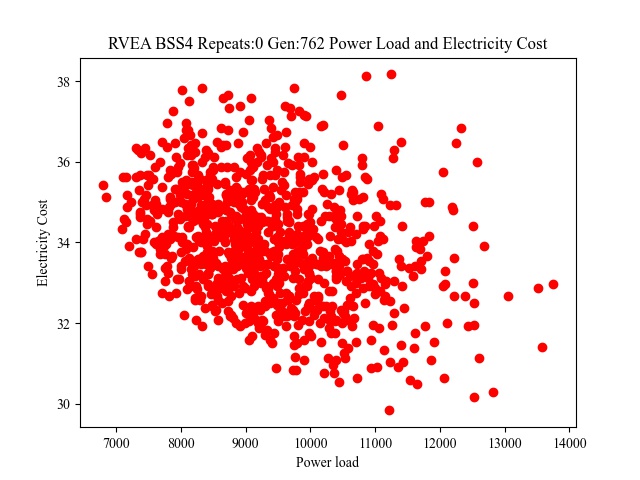 RVEA BSS4 Repeats:0 Gen:762 Power Load and Electricity Cost
38
36
34
32
30
Electricity Cost
7000 8000 9000 10000 11000 12000 13000 14000
Power load